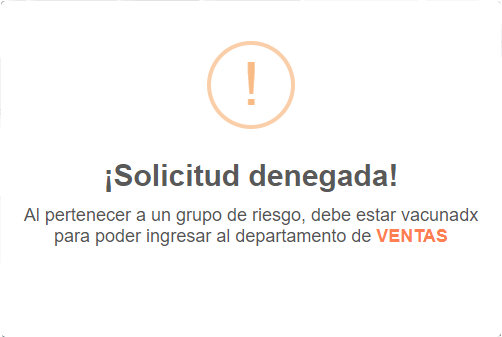 !
¡Solicitud denegada!
Al pertenecer a un grupo de riesgo, debe estar vacunadx
para poder ingresar al departamento de VENTAS